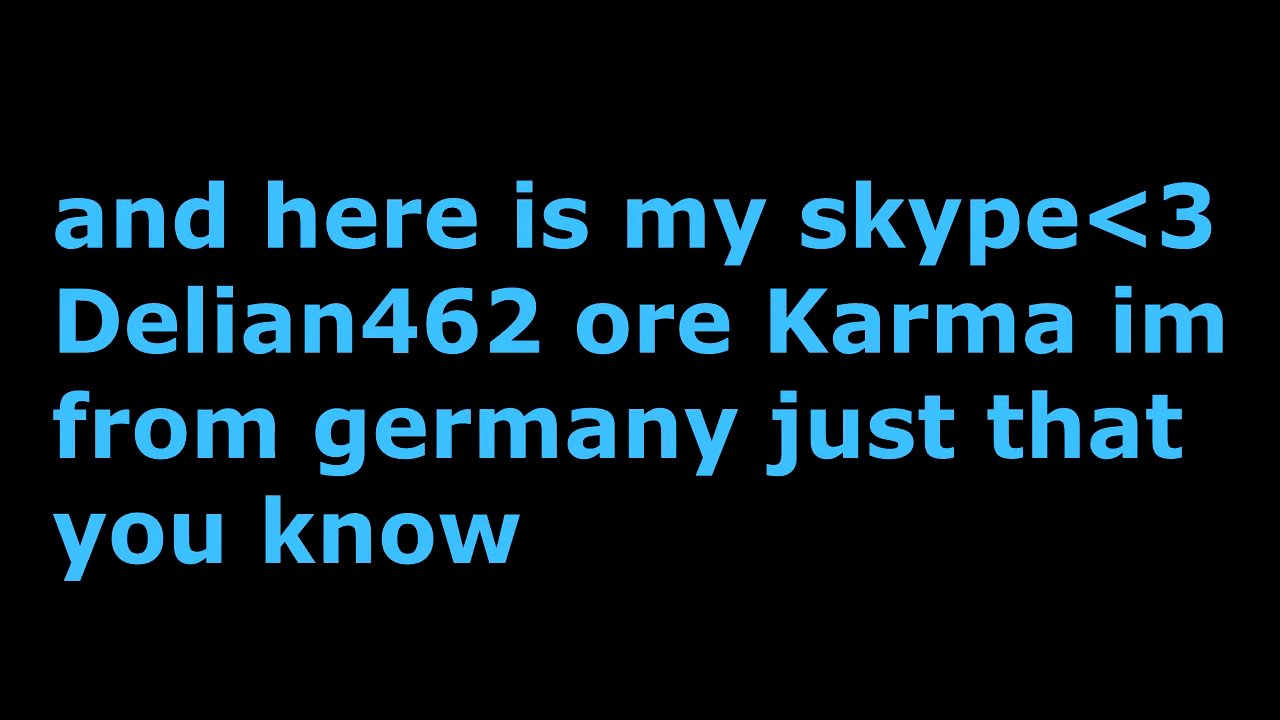 and here is my skype<3
Delian462 ore Karma im
from germany just that
you know